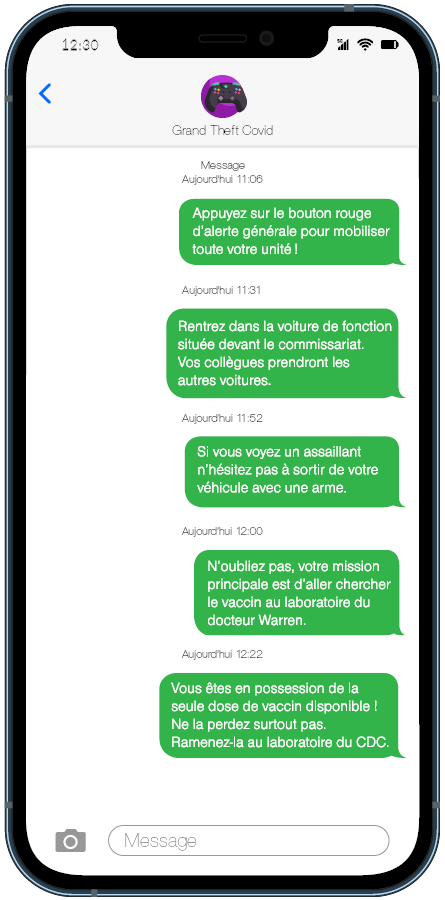 12:30
5G
Grand Theft Covid
Message
Aujourd'hui 11:06
Appuyez sur le bouton rouge
d'alerte générale pour mobiliser
toute votre unité !
Aujourd'hui 11:31
Rentrez dans la voiture de fonction
située devant le commissariat.
Vos collègues prendront les
autres voitures.
Aujourd'hui 11:52
Si vous voyez un assaillant
n'hésitez pas à sortir de votre
véhicule avec une arme.
Aujourd'hui 12:00
N'oubliez pas, votre mission
principale est d'aller chercher
le vaccin au laboratoire du
docteur Warren.
Aujourd'hui 12:22
Vous êtes en possession de la
seule dose de vaccin disponible !
Ne la perdez surtout pas.
Ramenez-la au laboratoire du CDC.
Message